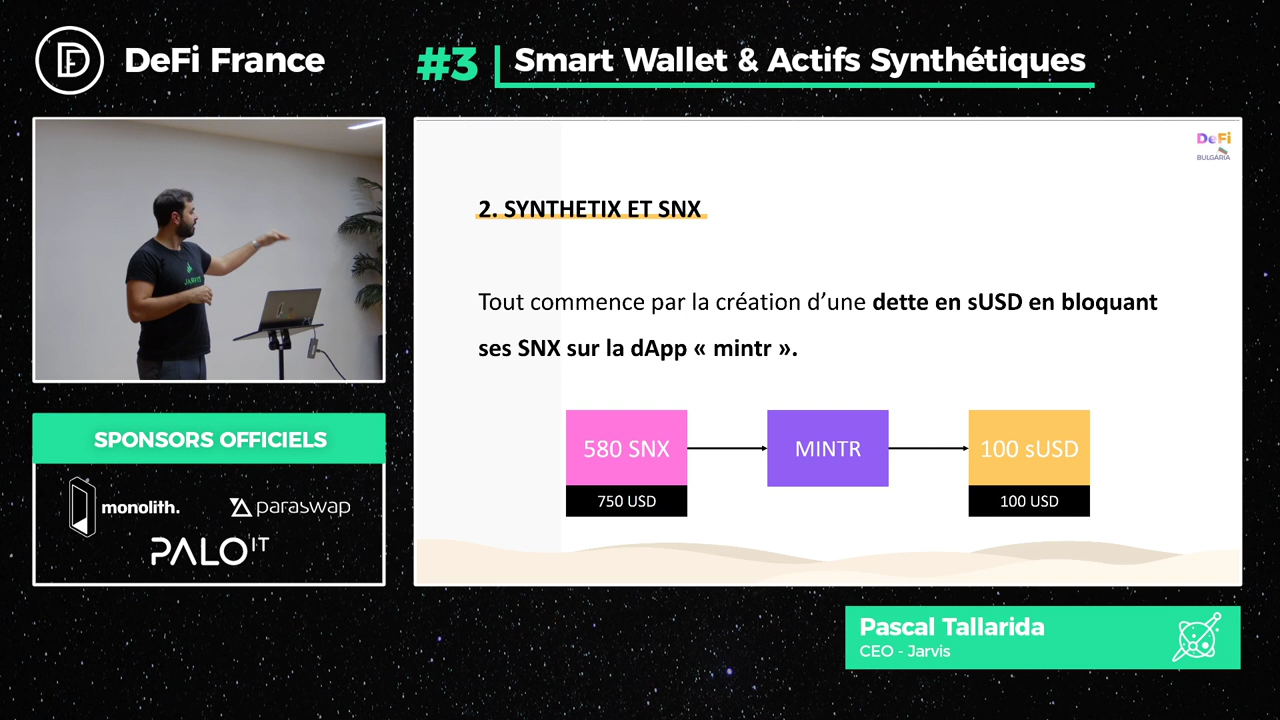 DeFi France
#3 Smart Wallet & Actifs Synthétiques
DeFi
BULGARIA
2. SYNTHETIX ET SNX
Tout commence par la création d’une dette en sUSD en bloquant
ses SNX sur la dApp « mintr ».
580 SNX
MINTR
100 sUSD
750 USD
100 USD
JARVIS
SPONSORS OFFICIELS
monolith.
paraswap
PALO IT
Pascal Tallarida
CEO - Jarvis